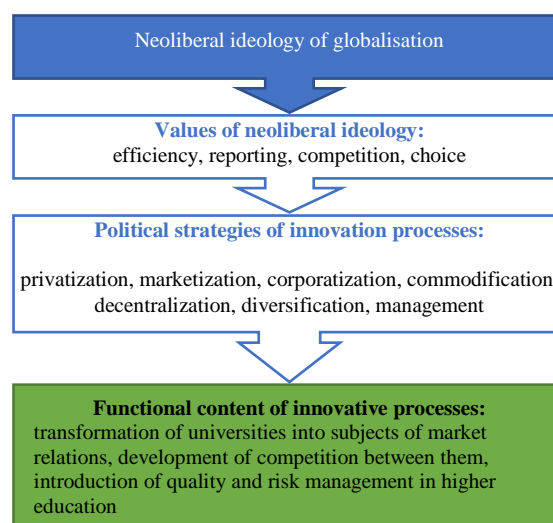 Neoliberal ideology of globalisation
Values of neoliberal ideology:
efficiency, reporting, competition, choice
Political strategies of innovation processes:
privatization, marketization, corporatization, commodification
decentralization, diversification, management
Functional content of innovative processes:
transformation of universities into subjects of market
relations, development of competition between them,
introduction of quality and risk management in higher
education